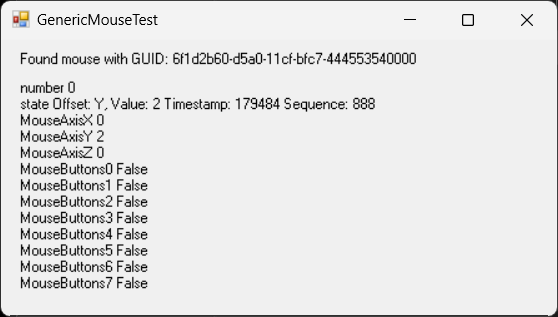 GenericMouseTest
Found mouse with GUID: 6f1d2b60-d5a0-11cf-bfc7-444553540000
number 0
state Offset: Y, Value: 2 Timestamp: 179484 Sequence: 888
MouseAxisX 0
MouseAxisY 2
MouseAxisZ 0
MouseButtons0 False
MouseButtons1 False
MouseButtons2 False
MouseButtons3 False
MouseButtons4 False
MouseButtons5 False
MouseButtons6 False
MouseButtons7 False